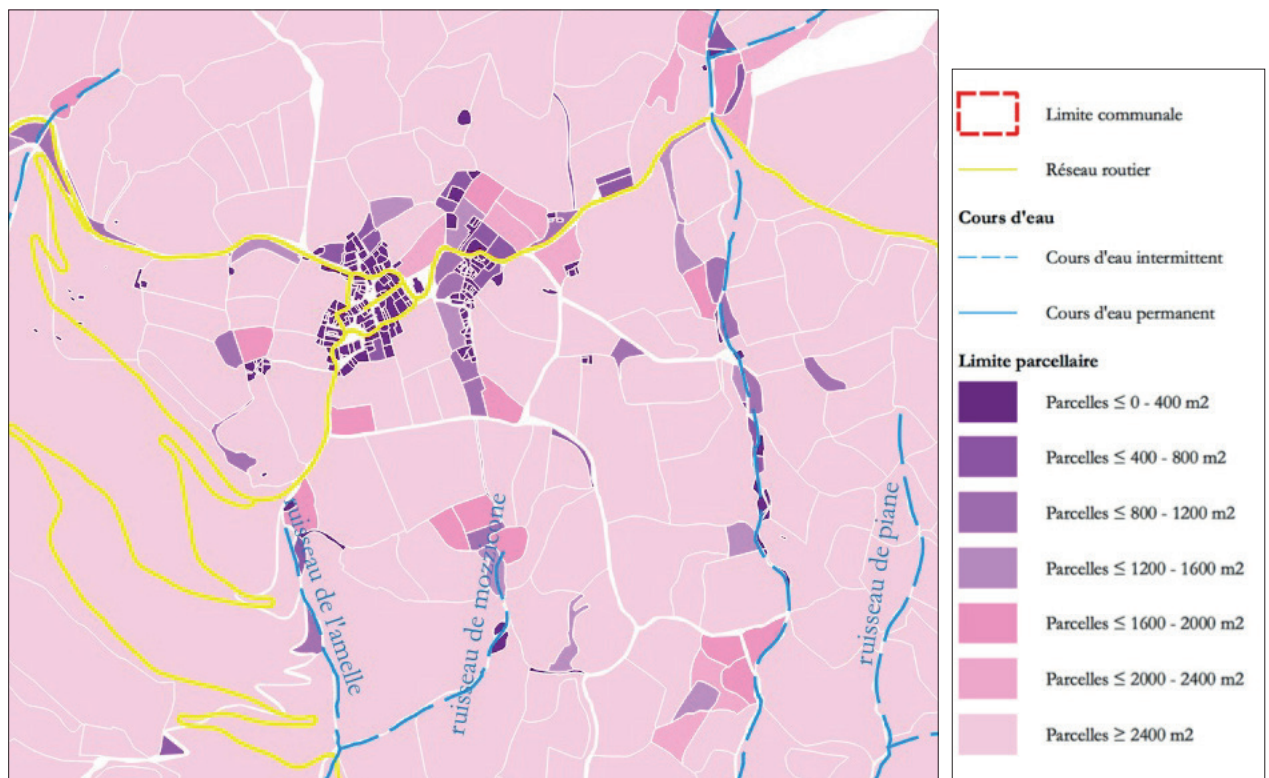 ruisseau de l'amelle
ruisseau de mozzicone
ruisseau de piane
Limite communale
Réseau routier
Cours d'eau
Cours d'eau intermittent
Cours d'eau permanent
Limite parcellaire
Parcelles ≤ 0 - 400 m2
Parcelles ≤ 400 - 800 m2
Parcelles ≤ 800 - 1200 m2
Parcelles ≤ 1200 - 1600 m2
Parcelles ≤ 1600 - 2000 m2
Parcelles ≤ 2000 - 2400 m2
Parcelles ≥ 2400 m2